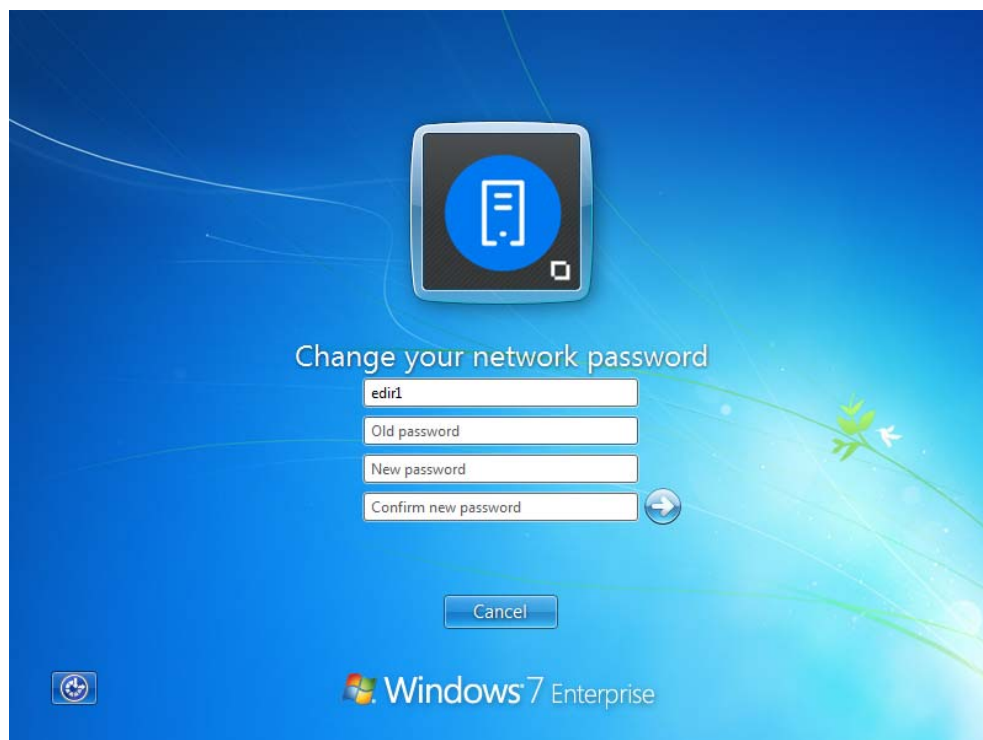 Change your network password
edir1
Old password
New password
Confirm new password
Cancel
Windows 7 Enterprise